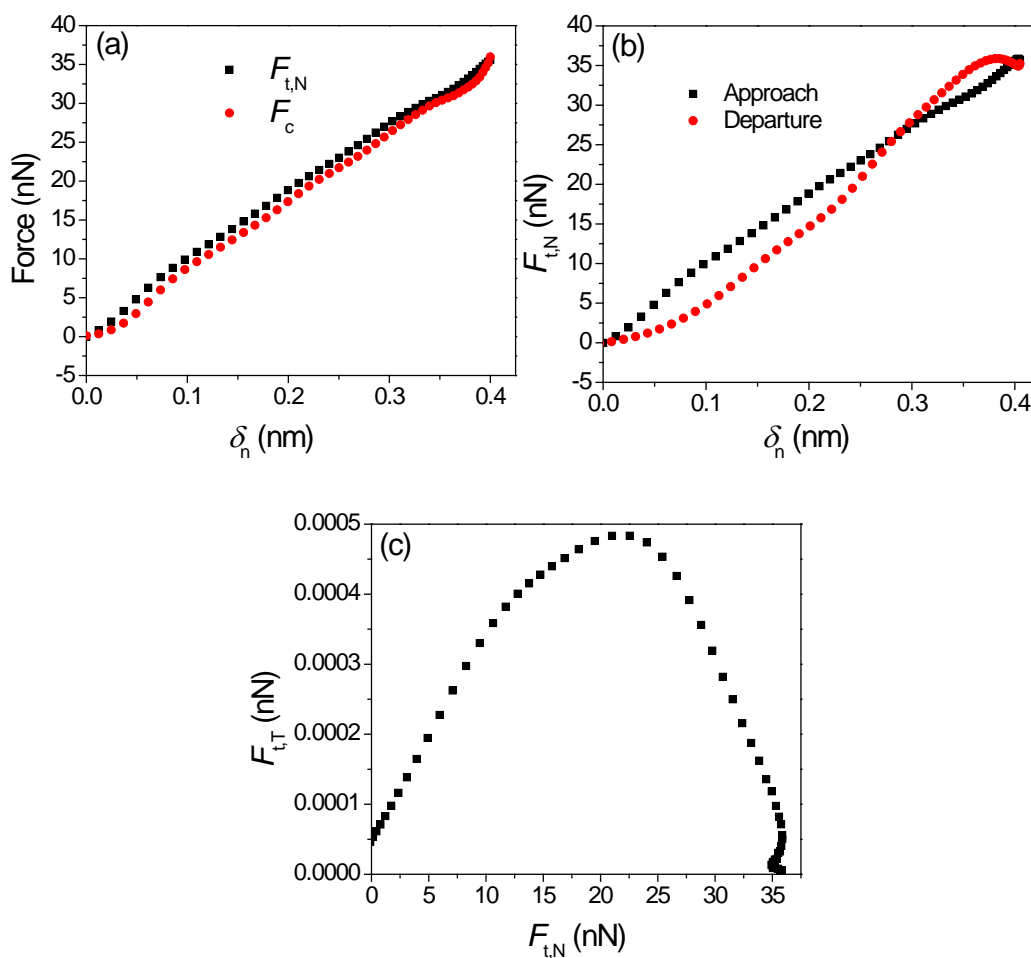 (a)
F_t,N
F_c
Force (nN)
40
35
30
25
20
15
10
5
0
-5
0.0 0.1 0.2 0.3 0.4
δ_n (nm)
(b)
Approach
Departure
F_t,N (nN)
40
35
30
25
20
15
10
5
0
-5
0.0 0.1 0.2 0.3 0.4
δ_n (nm)
(c)
F_t,T (nN)
0.0005
0.0004
0.0003
0.0002
0.0001
0.0000
0 5 10 15 20 25 30 35
F_t,N (nN)